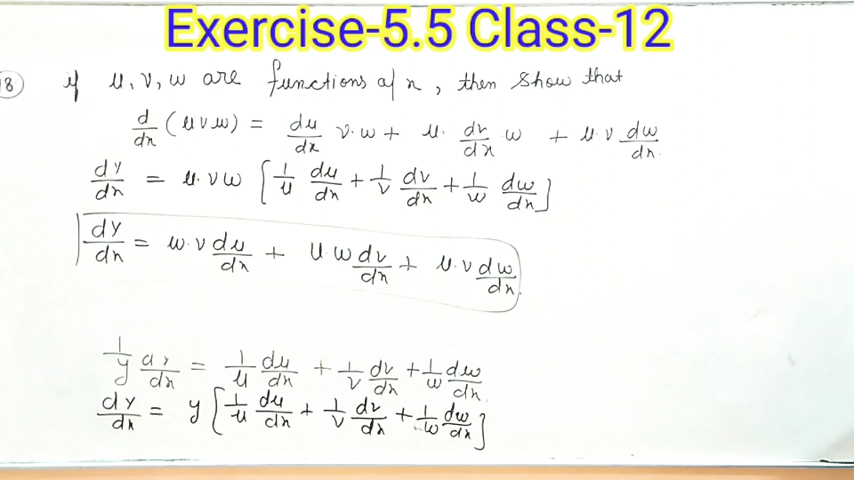 Exercise-5.5 Class-12
18 if u, v, w are functions of x, then show that
d/dx (u v w) = du/dx v·w + u· dv/dx w + u·v dw/dx
dy/dx = u·vw [1/u du/dx + 1/v dv/dx + 1/w dw/dx]
dy/dx = w·v du/dx + u·w dv/dx + u·v dw/dx
1/y dy/dx = 1/u du/dx + 1/v dv/dx + 1/w dw/dx
dy/dx = y [1/u du/dx + 1/v dv/dx + 1/w dw/dx]